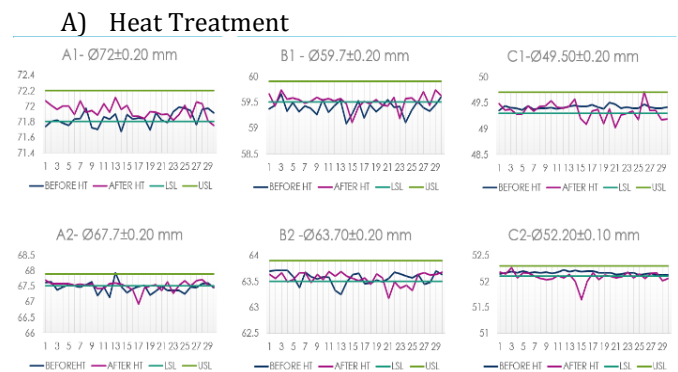 A) Heat Treatment
A1- Ø72±0.20 mm
72.4
72.2
72
71.8
71.6
71.4
1 3 5 7 9 11 13 15 17 19 21 23 25 27 29
BEFORE HT AFTER HT LSL USL
B1 - Ø59.7±0.20 mm
60
59.5
59
58.5
1 3 5 7 9 11 13 15 17 19 21 23 25 27 29
BEFORE HT AFTER HT LSL USL
C1-Ø49.50±0.20 mm
50
49.5
49
48.5
1 3 5 7 9 11 13 15 17 19 21 23 25 27 29
BEFORE HT AFTER HT LSL USL
A2- Ø67.7±0.20 mm
68.5
68
67.5
67
66.5
66
1 3 5 7 9 11 13 15 17 19 21 23 25 27 29
BEFOREHT AFTER HT LSL USL
B2 -Ø63.70±0.20 mm
64
63.5
63
62.5
1 3 5 7 9 11 13 15 17 19 21 23 25 27 29
BEFORE HT AFTER HT LSL USL
C2-Ø52.20±0.10 mm
52.5
52
51.5
51
1 3 5 7 9 11 13 15 17 19 21 23 25 27 29
BEFORE HT AFTER HT LSL USL